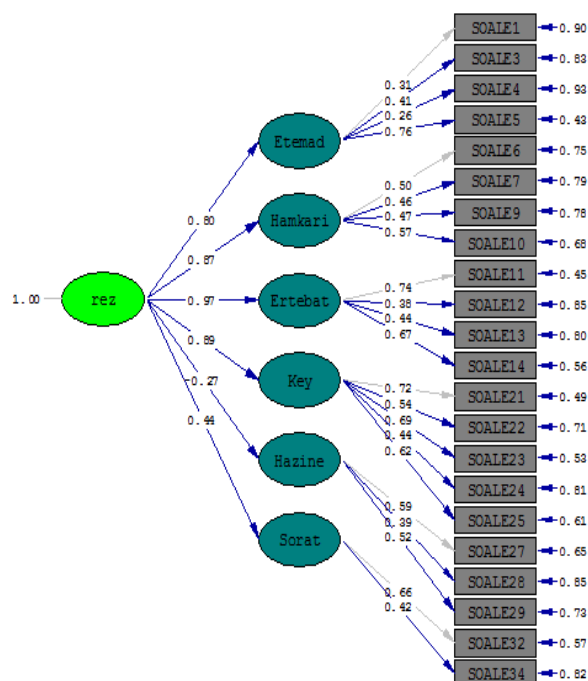 SOALE1 0.90
SOALE3 0.83
SOALE4 0.93
SOALE5 0.43
SOALE6 0.75
SOALE7 0.79
SOALE9 0.78
SOALE10 0.68
SOALE11 0.45
SOALE12 0.85
SOALE13 0.80
SOALE14 0.56
SOALE21 0.49
SOALE22 0.71
SOALE23 0.53
SOALE24 0.81
SOALE25 0.61
SOALE27 0.65
SOALE28 0.85
SOALE29 0.73
SOALE32 0.57
SOALE34 0.82
0.31
0.41
0.26
0.76
0.50
0.46
0.47
0.57
0.74
0.38
0.44
0.67
0.72
0.54
0.69
0.44
0.62
0.59
0.39
0.52
0.66
0.42
Etemad
Hamkari
Ertebat
Key
Hazine
Sorat
0.80
0.87
0.97
0.89
-0.27
0.44
1.00 rez